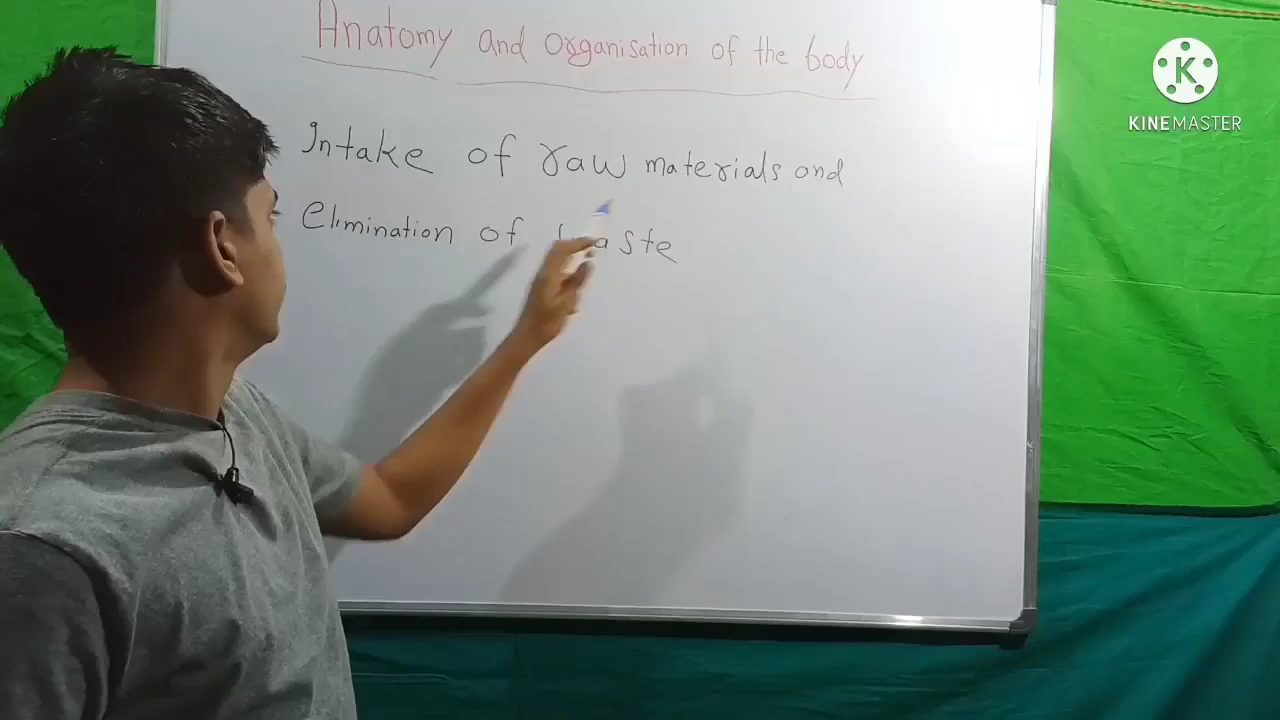 Anatomy and organisation of the body
Intake of raw materials and
Elimination of waste
KINEMASTER